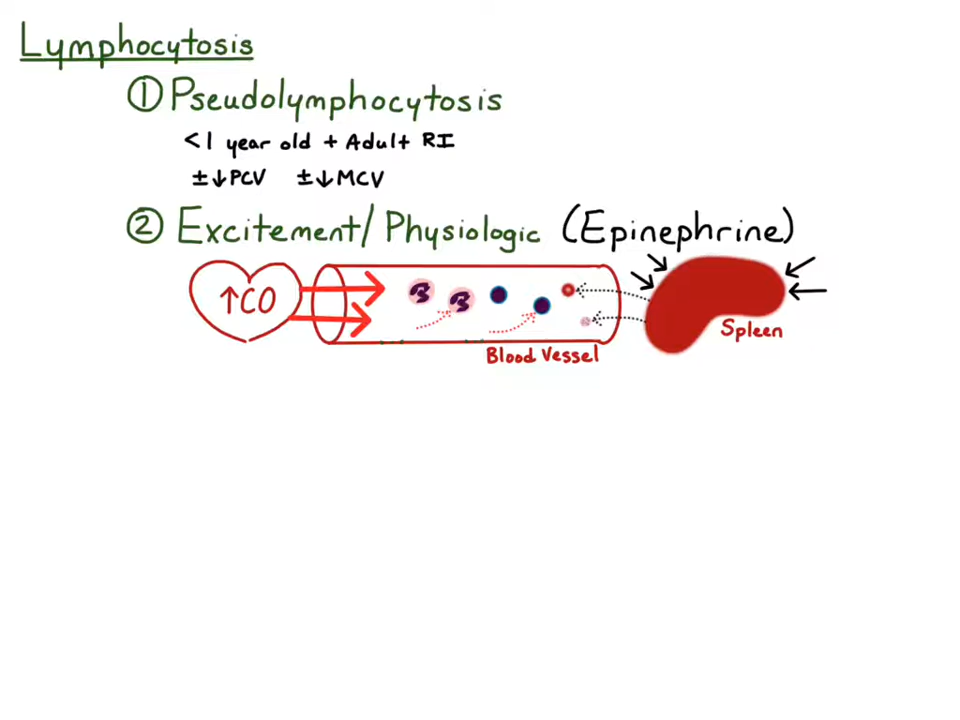 Lymphocytosis
① Pseudolymphocytosis
<1 year old + Adult RI
±↓PCV ±↓MCV
② Excitement/Physiologic (Epinephrine)
↑CO
Spleen
Blood Vessel